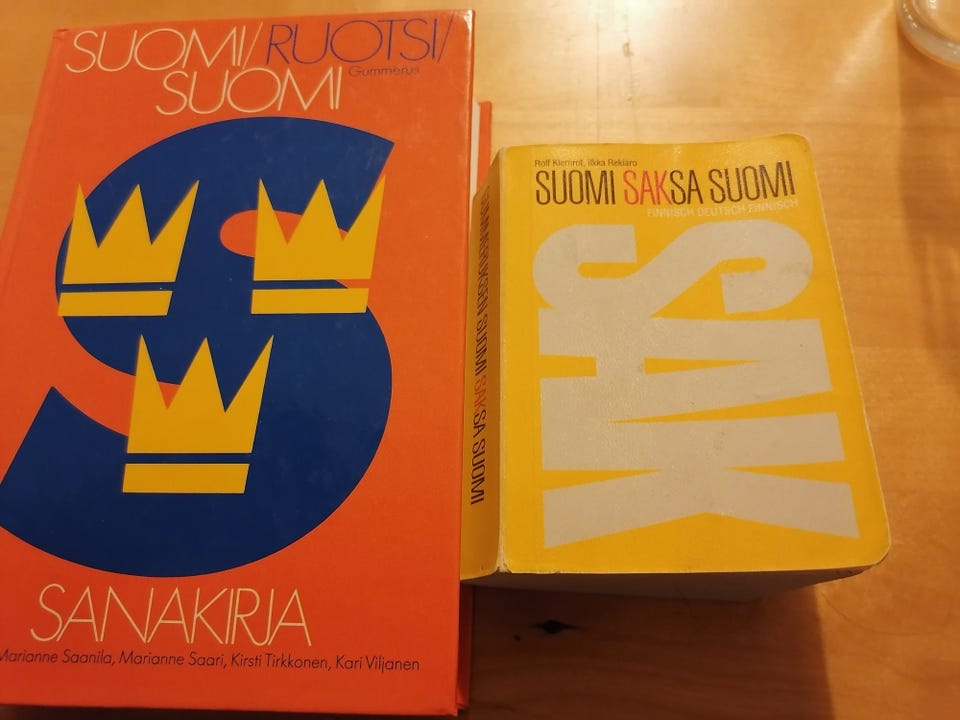 SUOMI/RUOTSI/
Gummerus
SUOMI
SANAKIRJA
Marianne Saanila, Marianne Saari, Kirsti Tirkkonen, Kari Viljanen
SUOMI SAKSA SUOMI
Rolf Klemmt, Ilkka Rekiaro
SUOMI SAKSA SUOMI
FINNISCH DEUTSCH FINNISCH
SAK